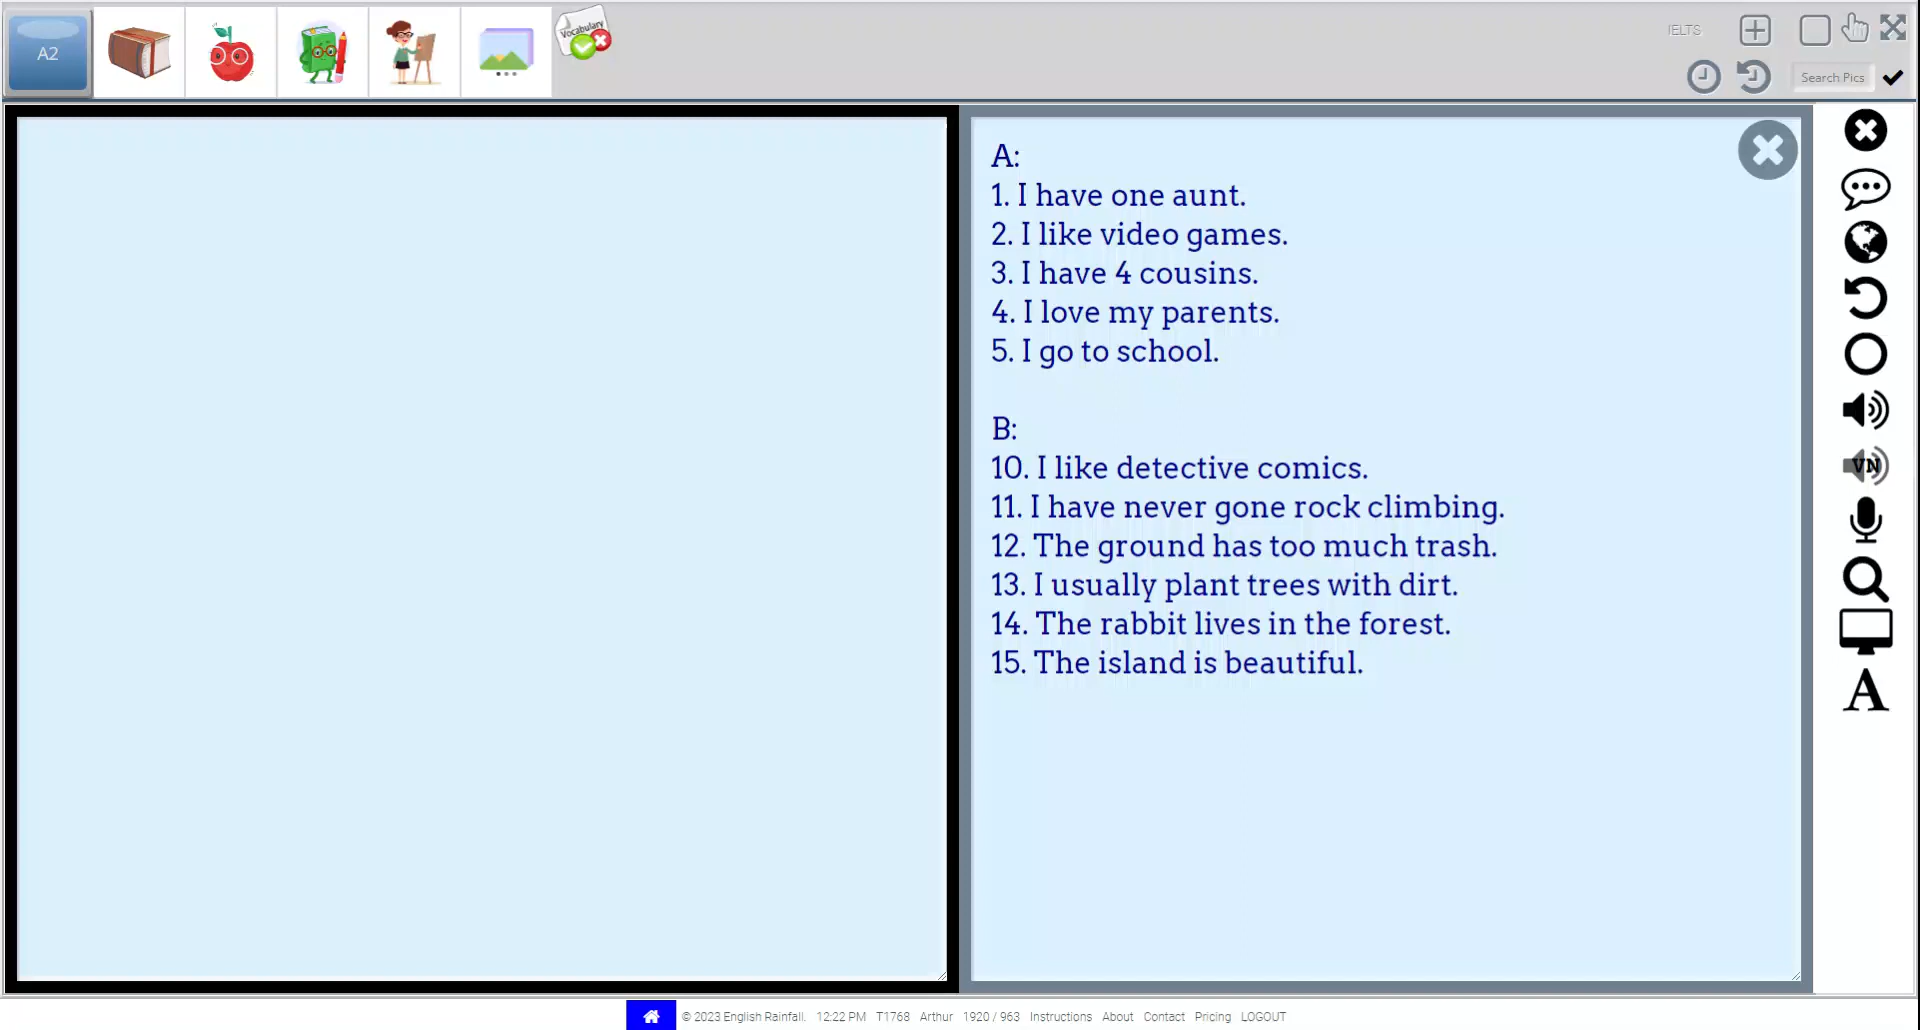 A2
Vocabulary
IELTS
Search Pics
A:
1. I have one aunt.
2. I like video games.
3. I have 4 cousins.
4. I love my parents.
5. I go to school.
B:
10. I like detective comics.
11. I have never gone rock climbing.
12. The ground has too much trash.
13. I usually plant trees with dirt.
14. The rabbit lives in the forest.
15. The island is beautiful.
VN
A
© 2023 English Rainfall. 12:22 PM T1768 Arthur 1920 / 963 Instructions About Contact Pricing LOGOUT